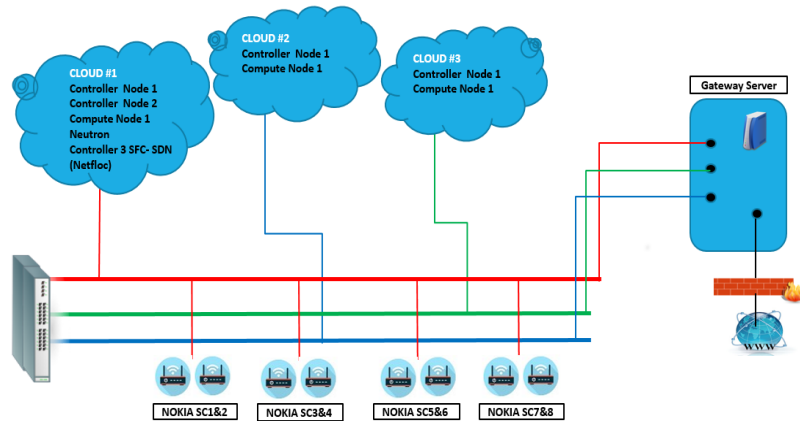 CLOUD #1
Controller Node 1
Controller Node 2
Compute Node 1
Neutron
Controller 3 SFC- SDN
(Netfloc)
CLOUD #2
Controller Node 1
Compute Node 1
CLOUD #3
Controller Node 1
Compute Node 1
Gateway Server
WWW
NOKIA SC1&2
NOKIA SC3&4
NOKIA SC5&6
NOKIA SC7&8